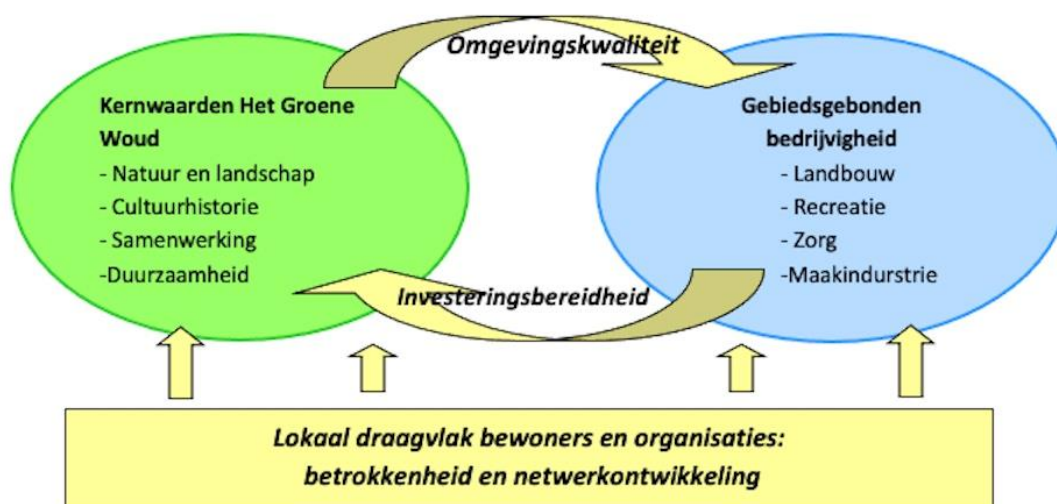 Omgevingskwaliteit
Kernwaarden Het Groene
Woud
- Natuur en landschap
- Cultuurhistorie
- Samenwerking
-Duurzaamheid
Gebiedsgebonden
bedrijvigheid
- Landbouw
- Recreatie
- Zorg
-Maakindurstrie
Investeringsbereidheid
Lokaal draagvlak bewoners en organisaties:
betrokkenheid en netwerkontwikkeling